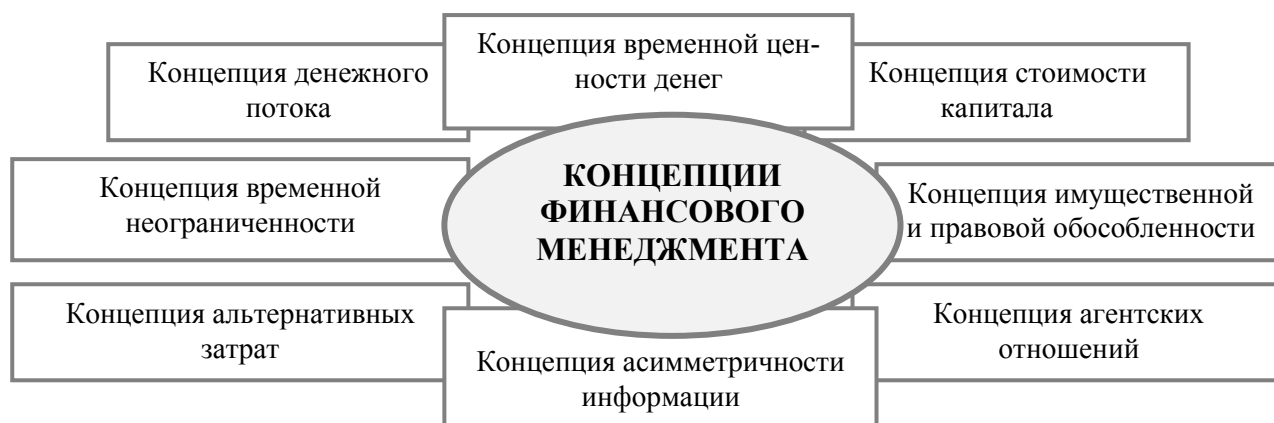 Концепция денежного
потока
Концепция временной цен-
ности денег
Концепция стоимости
капитала
Концепция временной
неограниченности
КОНЦЕПЦИИ
ФИНАНСОВОГО
МЕНЕДЖМЕНТА
Концепция имущественной
и правовой обособленности
Концепция альтернативных
затрат
Концепция асимметричности
информации
Концепция агентских
отношений